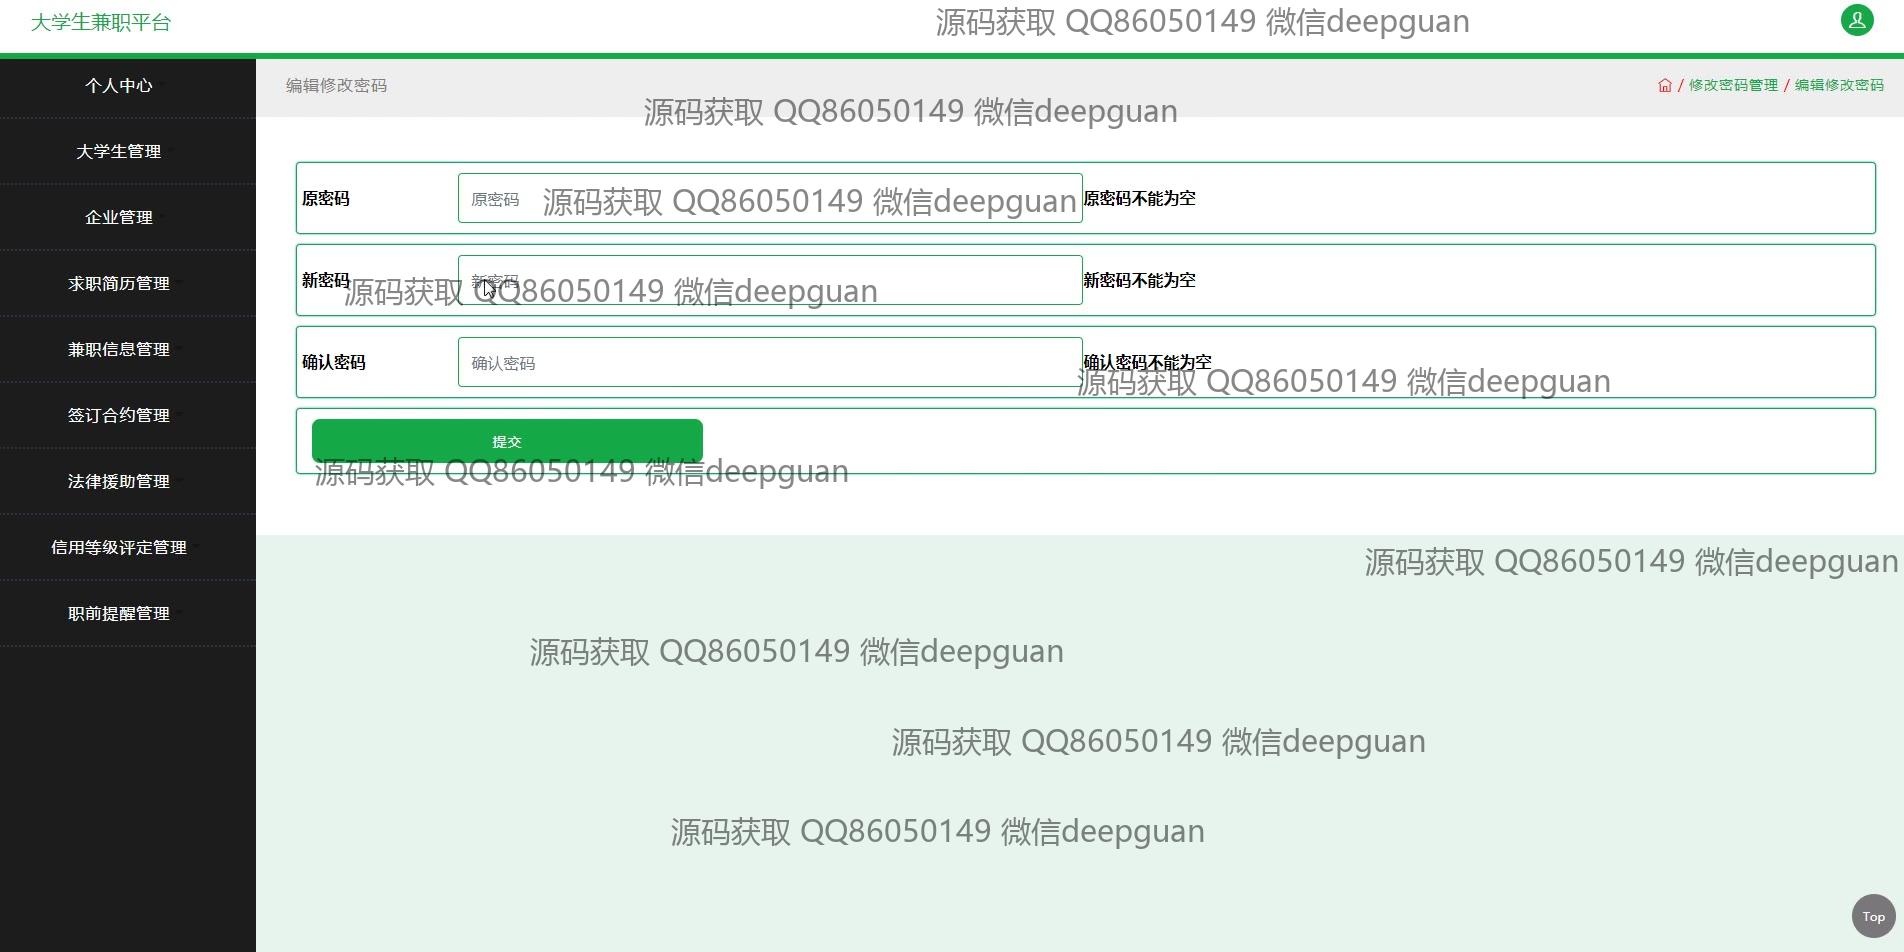 大学生兼职平台
源码获取 QQ86050149 微信deepguan
个人中心
编辑修改密码
/ 修改密码管理 / 编辑修改密码
源码获取 QQ86050149 微信deepguan
大学生管理
原密码
原密码
源码获取 QQ86050149 微信deepguan
原密码不能为空
企业管理
新密码
新密码
新密码不能为空
求职简历管理
源码获取 QQ86050149 微信deepguan
兼职信息管理
确认密码
确认密码
确认密码不能为空
源码获取 QQ86050149 微信deepguan
签订合约管理
提交
源码获取 QQ86050149 微信deepguan
法律援助管理
信用等级评定管理
源码获取 QQ86050149 微信deepguan
职前提醒管理
源码获取 QQ86050149 微信deepguan
源码获取 QQ86050149 微信deepguan
源码获取 QQ86050149 微信deepguan
Top